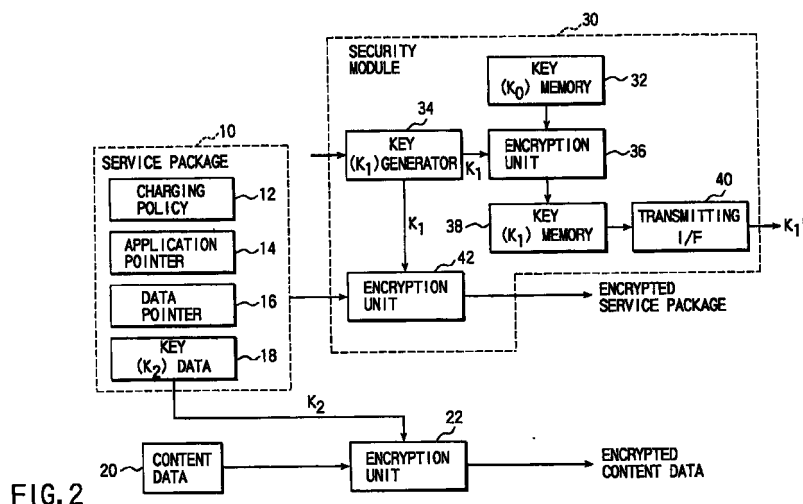 30
SECURITY
MODULE
KEY
(K0) MEMORY
32
34
KEY
(K1) GENERATOR
K1
ENCRYPTION
UNIT
36
10
SERVICE PACKAGE
CHARGING
POLICY
12
K1
38
KEY
(K1) MEMORY
40
TRANSMITTING
I/F
K1'
APPLICATION
POINTER
14
42
DATA
POINTER
16
ENCRYPTION
UNIT
ENCRYPTED
SERVICE PACKAGE
KEY
(K2) DATA
18
K2
22
20
CONTENT
DATA
ENCRYPTION
UNIT
ENCRYPTED
CONTENT DATA
FIG.2